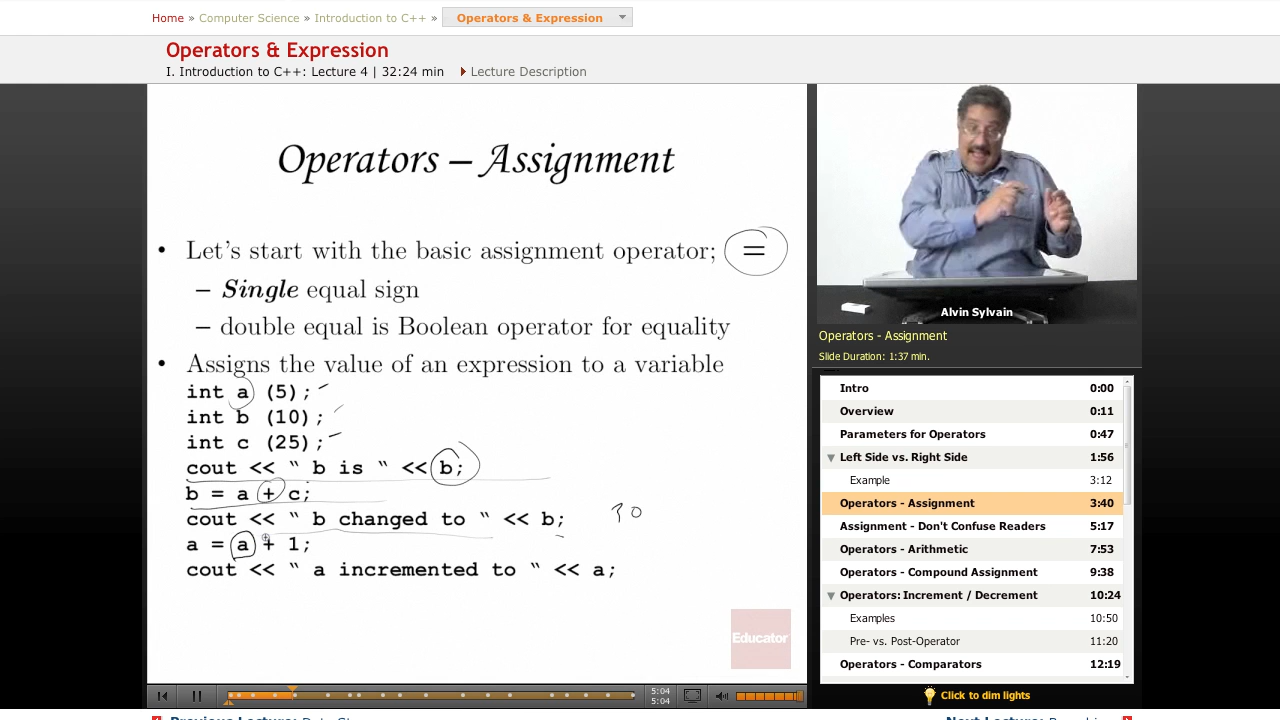 Home » Computer Science » Introduction to C++ » Operators & Expression
Operators & Expression
I. Introduction to C++: Lecture 4 | 32:24 min Lecture Description
Operators – Assignment
• Let's start with the basic assignment operator; =
– Single equal sign
– double equal is Boolean operator for equality
• Assigns the value of an expression to a variable
int a (5);
int b (10);
int c (25);
cout << “ b is “ << b;
b = a + c;
cout << “ b changed to “ << b; 30
a = a + 1;
cout << “ a incremented to “ << a;
Educator
5:04
5:04
Alvin Sylvain
Operators - Assignment
Slide Duration: 1:37 min.
Intro 0:00
Overview 0:11
Parameters for Operators 0:47
Left Side vs. Right Side 1:56
Example 3:12
Operators - Assignment 3:40
Assignment - Don't Confuse Readers 5:17
Operators - Arithmetic 7:53
Operators - Compound Assignment 9:38
Operators: Increment / Decrement 10:24
Examples 10:50
Pre- vs. Post-Operator 11:20
Operators - Comparators 12:19
Click to dim lights
Previous Lecture:
Next Lecture: